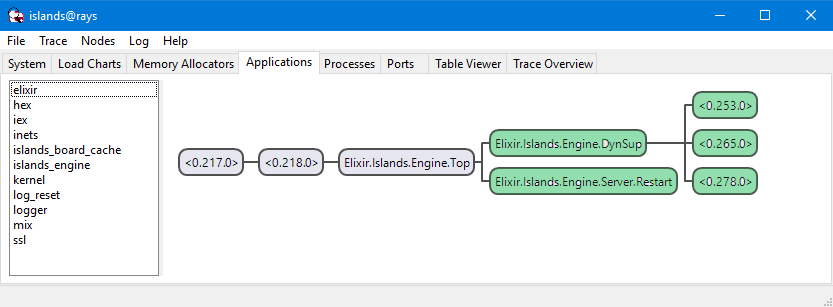 islands@rays
File Trace Nodes Log Help
System Load Charts Memory Allocators Applications Processes Ports Table Viewer Trace Overview
elixir
hex
iex
inets
islands_board_cache
islands_engine
kernel
log_reset
logger
mix
ssl
<0.217.0>
<0.218.0>
Elixir.Islands.Engine.Top
Elixir.Islands.Engine.DynSup
Elixir.Islands.Engine.Server.Restart
<0.253.0>
<0.265.0>
<0.278.0>